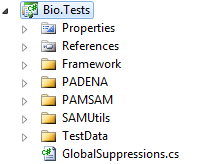 Bio.Tests
Properties
References
Framework
PADENA
PAMSAM
SAMUtils
TestData
GlobalSuppressions.cs